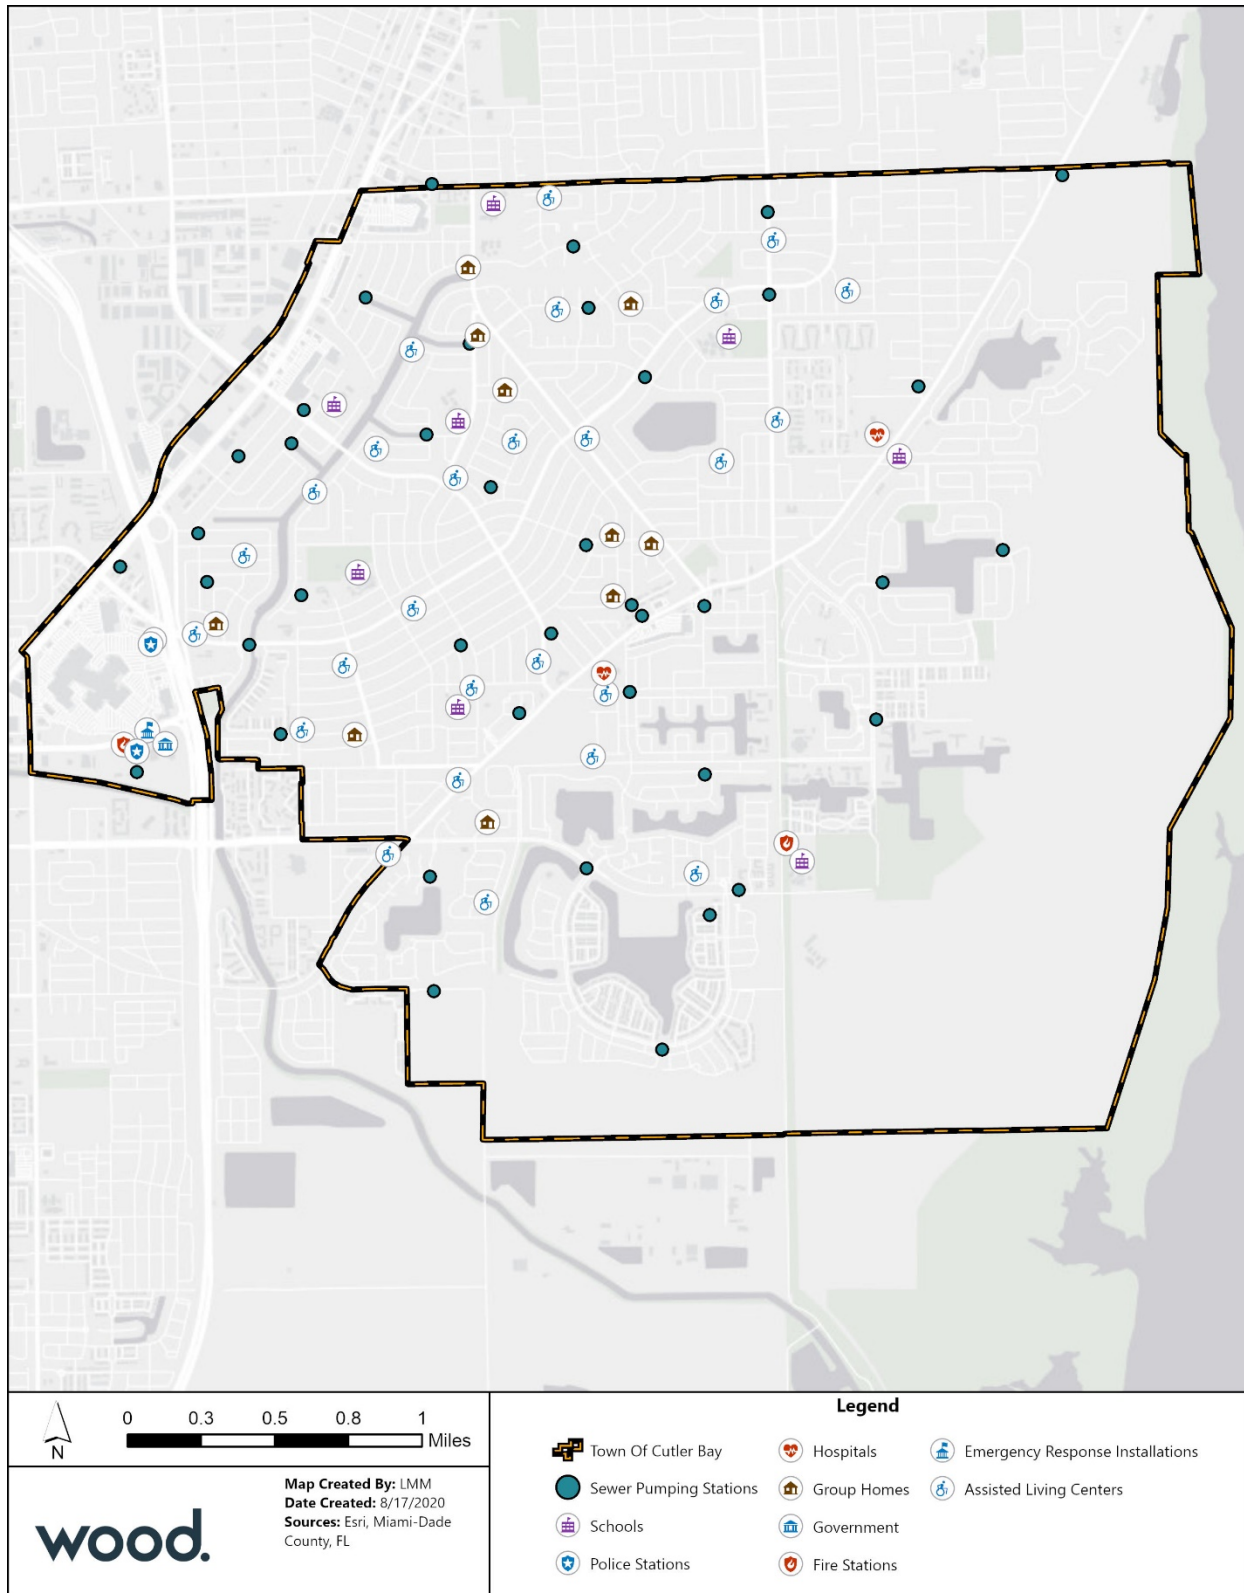 Legend
0 0.3 0.5 0.8 1
Miles
N
Town Of Cutler Bay
Sewer Pumping Stations
Schools
Police Stations
Hospitals
Group Homes
Government
Fire Stations
Emergency Response Installations
Assisted Living Centers
Map Created By: LMM
Date Created: 8/17/2020
Sources: Esri, Miami-Dade
County, FL
wood.